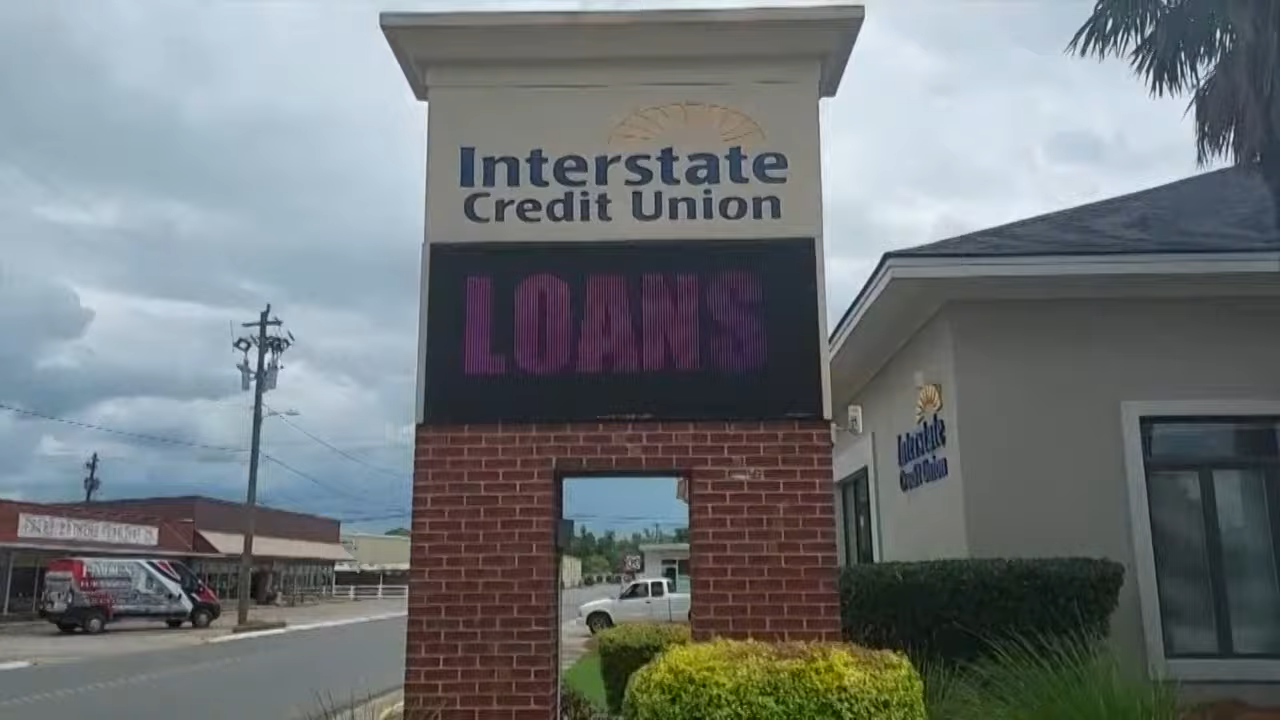 Interstate
Credit Union
LOANS
Interstate
Credit Union